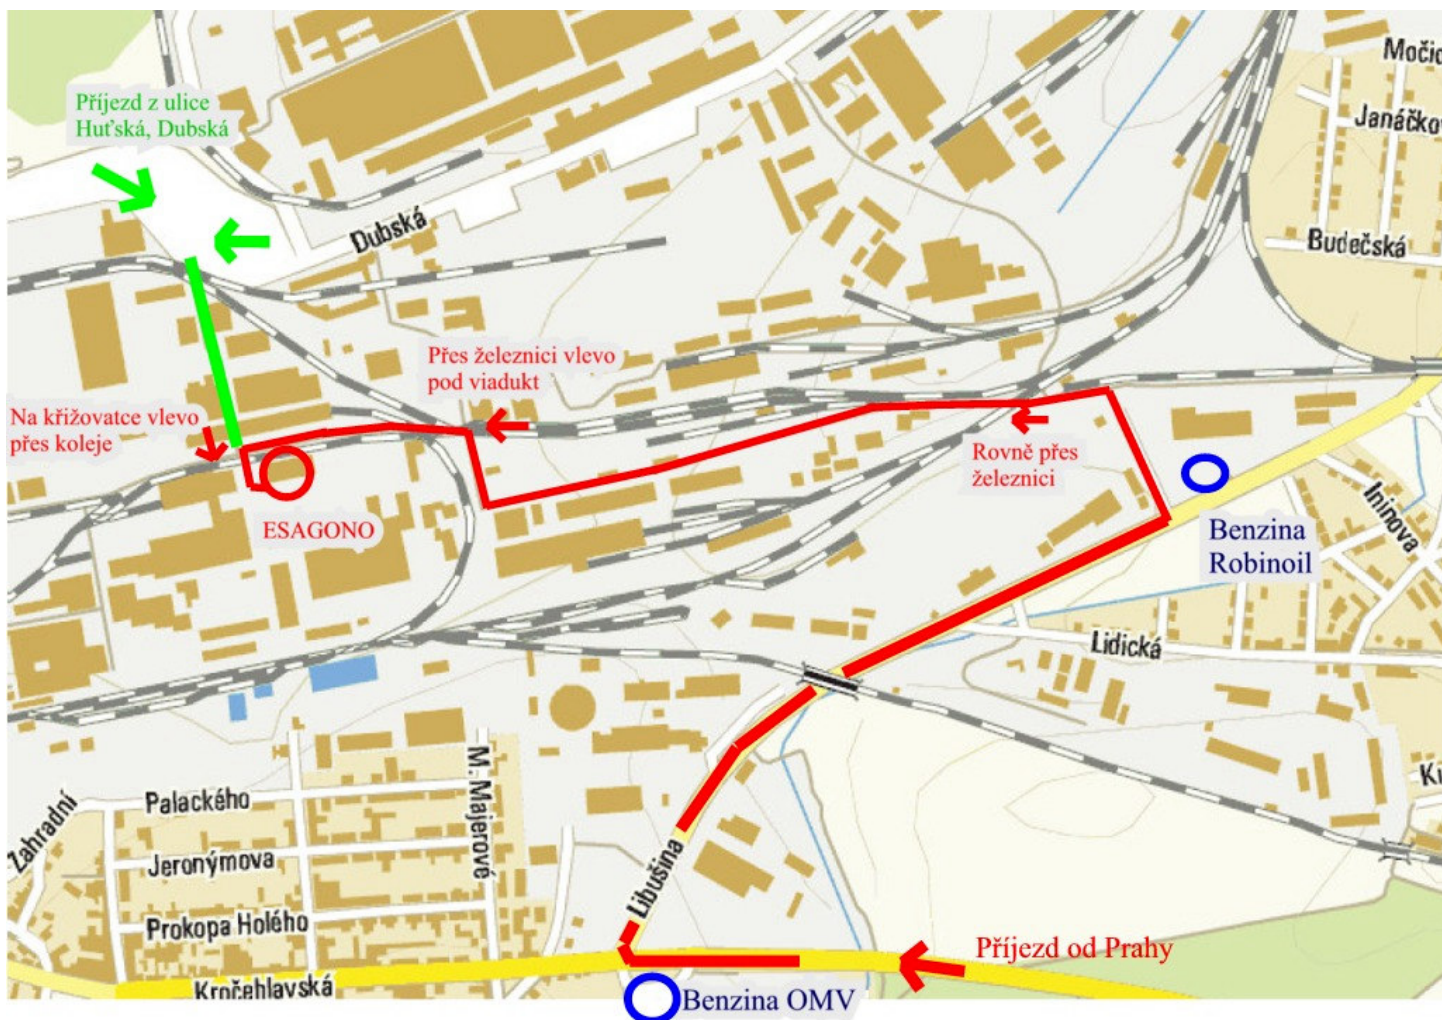 Močid
Příjezd z ulice
Huťská, Dubská
Janáčko
Dubská
Budečská
Přes železnici vlevo
pod viadukt
Na křižovatce vlevo
přes koleje
Rovně přes
železnici
ESAGONO
Ininova
Benzina
Robinoil
Lidická
Zahradní
Palackého
M. Majerové
Jeronýmova
Libušina
Prokopa Holého
Příjezd od Prahy
Kročehlavská
Benzina OMV